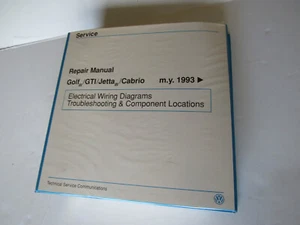 Service
Repair Manual
Golf III/GTI/Jetta III/Cabrio m.y. 1993 ►
Electrical Wiring Diagrams
Troubleshooting & Component Locations
Technical Service Communications